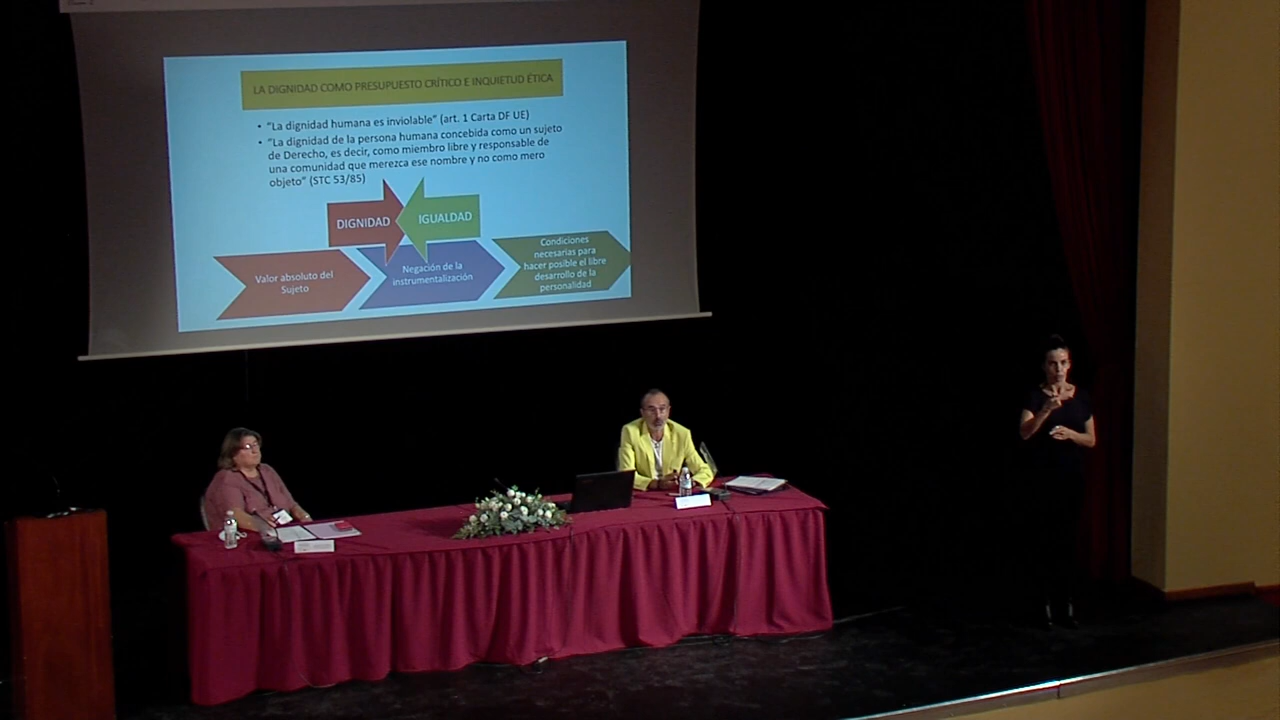 LA DIGNIDAD COMO PRESUPUESTO CRÍTICO E INQUIETUD ÉTICA
• "La dignidad humana es inviolable" (art. 1 Carta DF UE)
• "La dignidad de la persona humana concebida como un sujeto
de Derecho, es decir, como miembro libre y responsable de
una comunidad que merezca ese nombre y no como mero
objeto" (STC 53/85)
DIGNIDAD
IGUALDAD
Valor absoluto del
Sujeto
Negación de la
instrumentalización
Condiciones
necesarias para
hacer posible el libre
desarrollo de la
personalidad